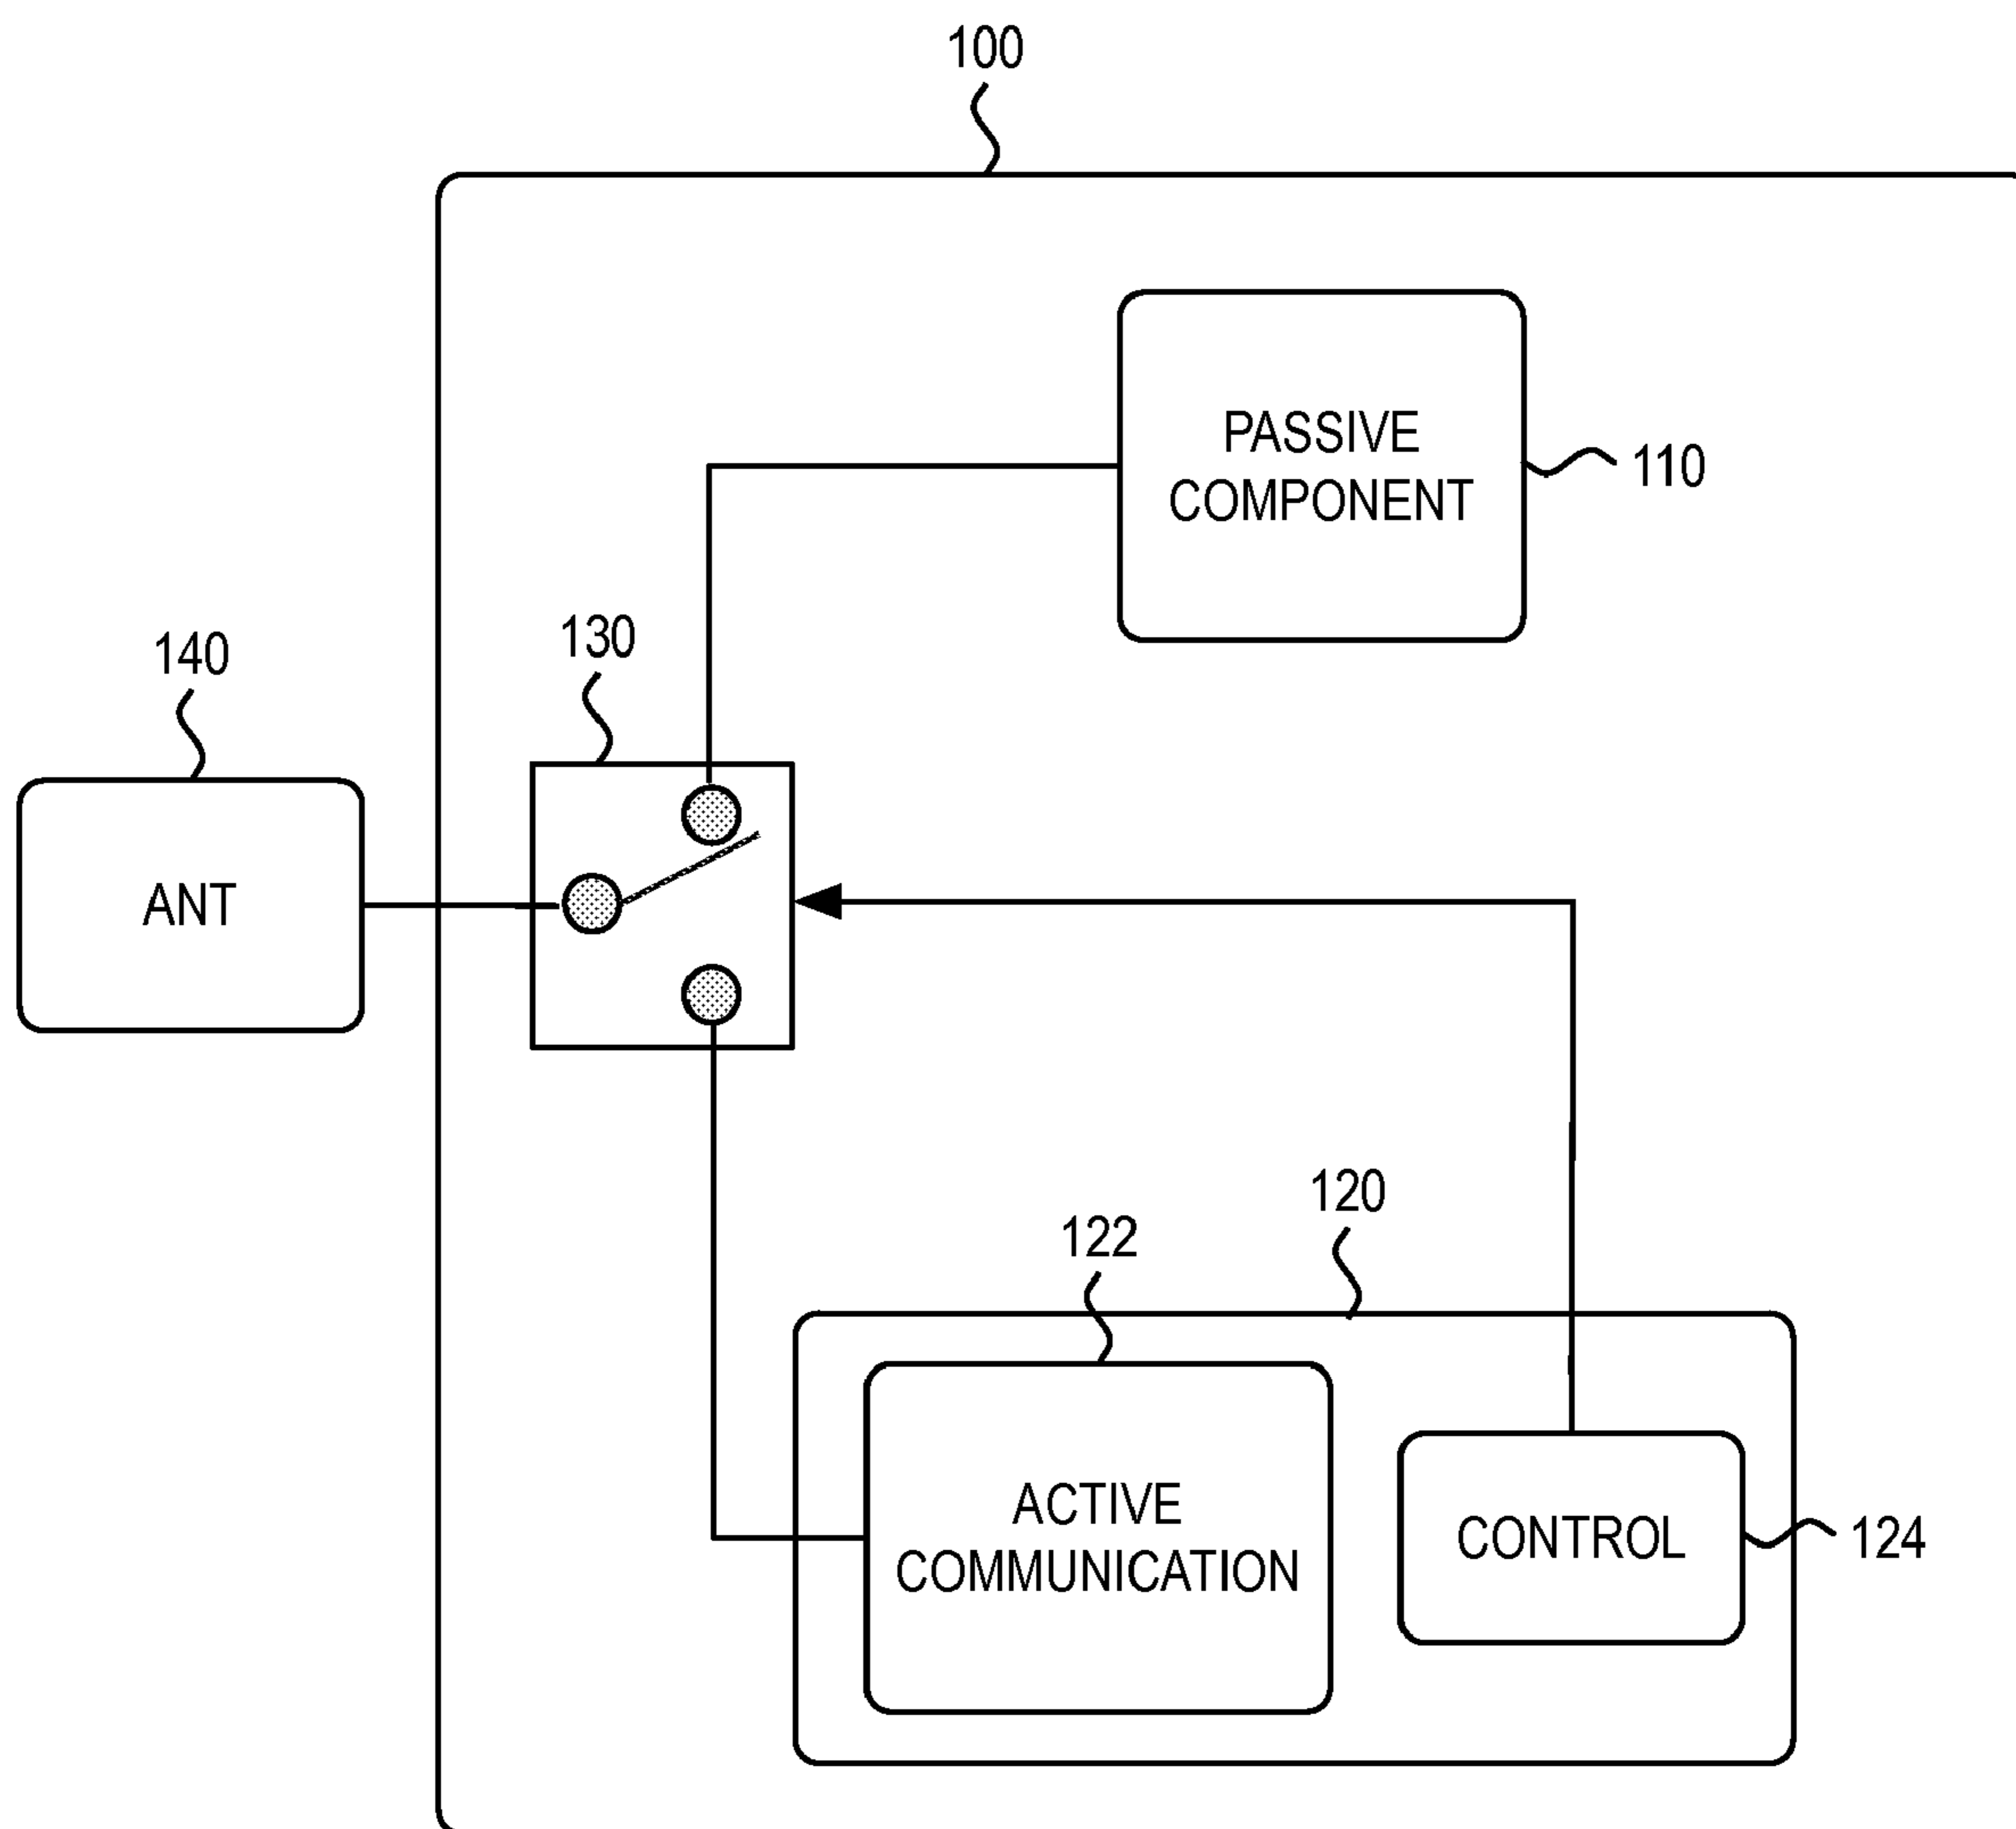 100
PASSIVE
COMPONENT
110
130
140
ANT
120
122
ACTIVE
COMMUNICATION
CONTROL
124